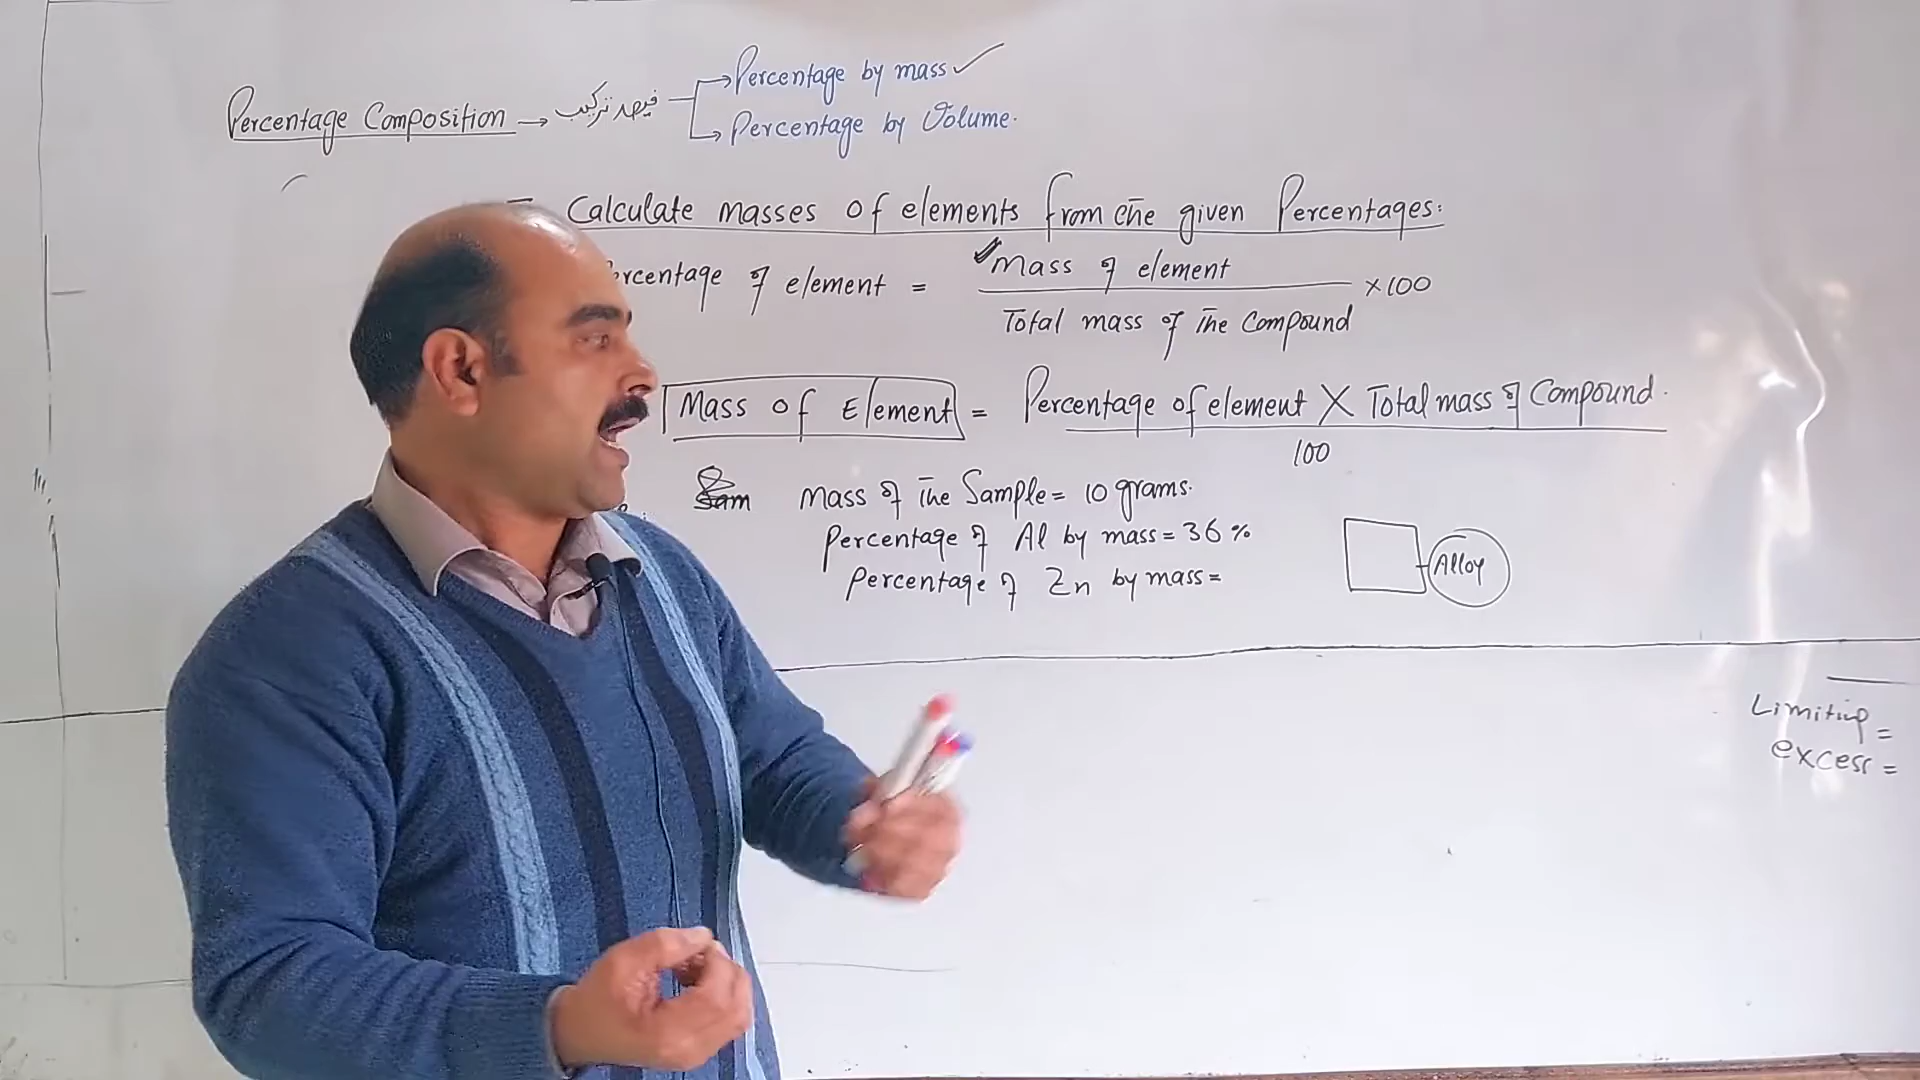 Percentage Composition → فیصد ترکیب
Percentage by mass ✓
Percentage by Volume.
Calculate masses of elements from the given Percentages:
rcentage of element = Mass of element / Total mass of the Compound ×100
Mass of Element = Percentage of element X Total mass of Compound.
100
Sam Mass of the Sample = 10 grams.
Percentage of Al by mass = 36 %
Percentage of Zn by mass =
Alloy
Limiting =
excess =